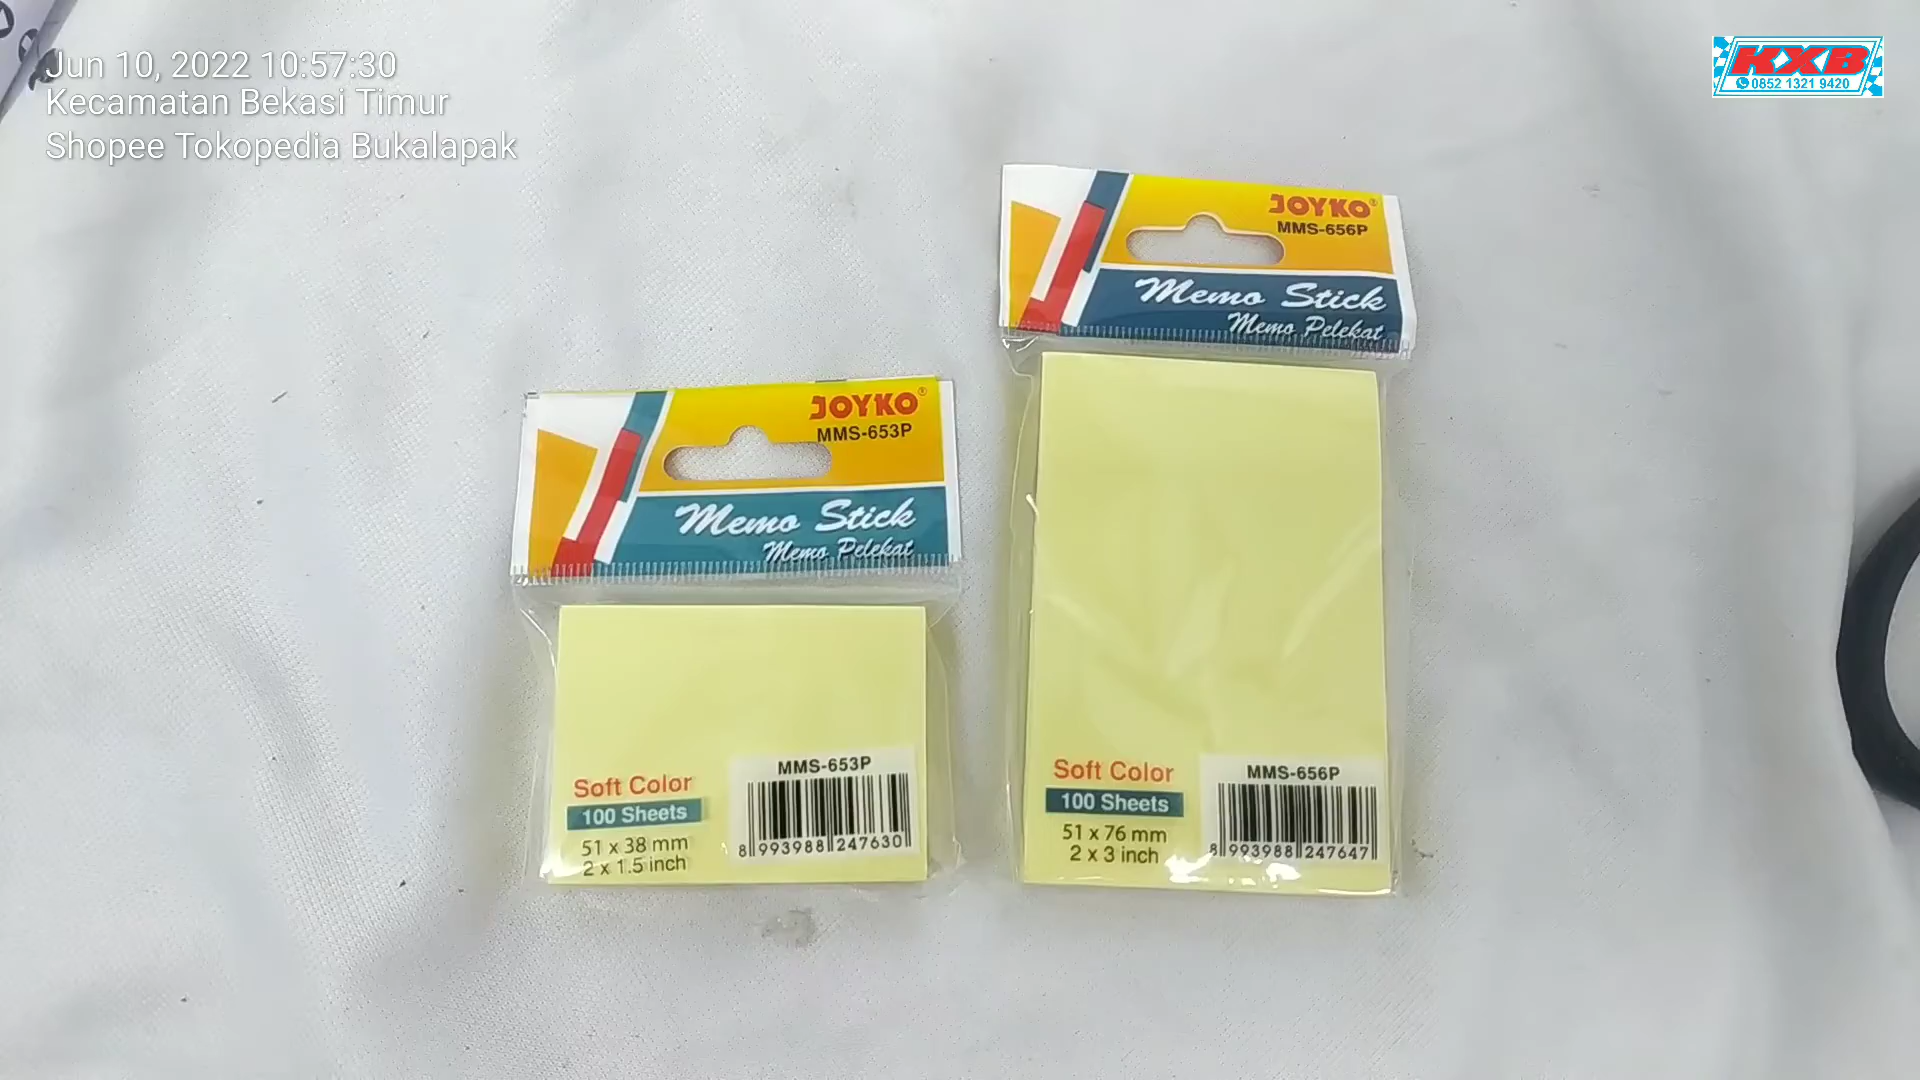 Jun 10, 2022 10:57:30
Kecamatan Bekasi Timur
Shopee Tokopedia Bukalapak
KXB
0852 1321 9420
JOYKO®
MMS-653P
Memo Stick
Memo Pelekat
Soft Color
100 Sheets
51 x 38 mm
2 x 1.5 inch
MMS-653P
8 993988 247630
JOYKO®
MMS-656P
Memo Stick
Memo Pelekat
Soft Color
100 Sheets
51 x 76 mm
2 x 3 inch
MMS-656P
8 993988 247647